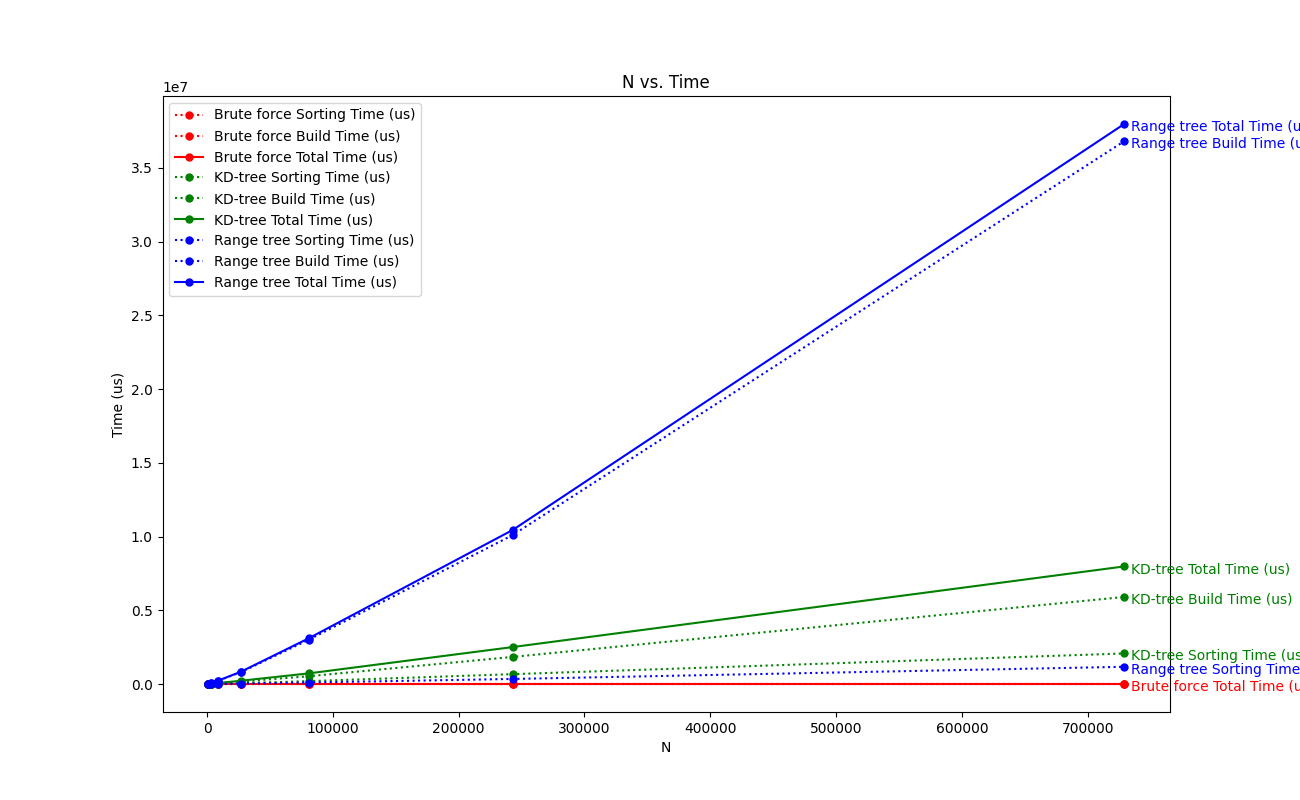 N vs. Time
1e7
Brute force Sorting Time (us)
Brute force Build Time (us)
Brute force Total Time (us)
KD-tree Sorting Time (us)
KD-tree Build Time (us)
KD-tree Total Time (us)
Range tree Sorting Time (us)
Range tree Build Time (us)
Range tree Total Time (us)
Range tree Total Time (u
Range tree Build Time (u
3.5
3.0
2.5
2.0
1.5
1.0
0.5
0.0
Time (us)
KD-tree Total Time (us)
KD-tree Build Time (us)
KD-tree Sorting Time (us
Range tree Sorting Time
Brute force Total Time (u
0 100000 200000 300000 400000 500000 600000 700000
N